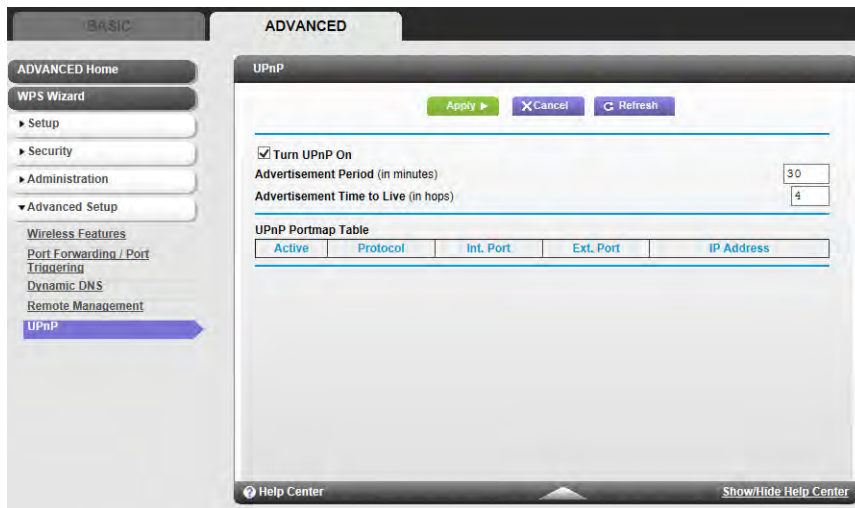 BASIC
ADVANCED
ADVANCED Home
WPS Wizard
Setup
Security
Administration
Advanced Setup
Wireless Features
Port Forwarding / Port
Triggering
Dynamic DNS
Remote Management
UPnP
UPnP
Apply
Cancel
Refresh
Turn UPnP On
Advertisement Period (in minutes)
30
Advertisement Time to Live (in hops)
4
UPnP Portmap Table
Active Protocol Int. Port Ext. Port IP Address
Help Center
Show/Hide Help Center